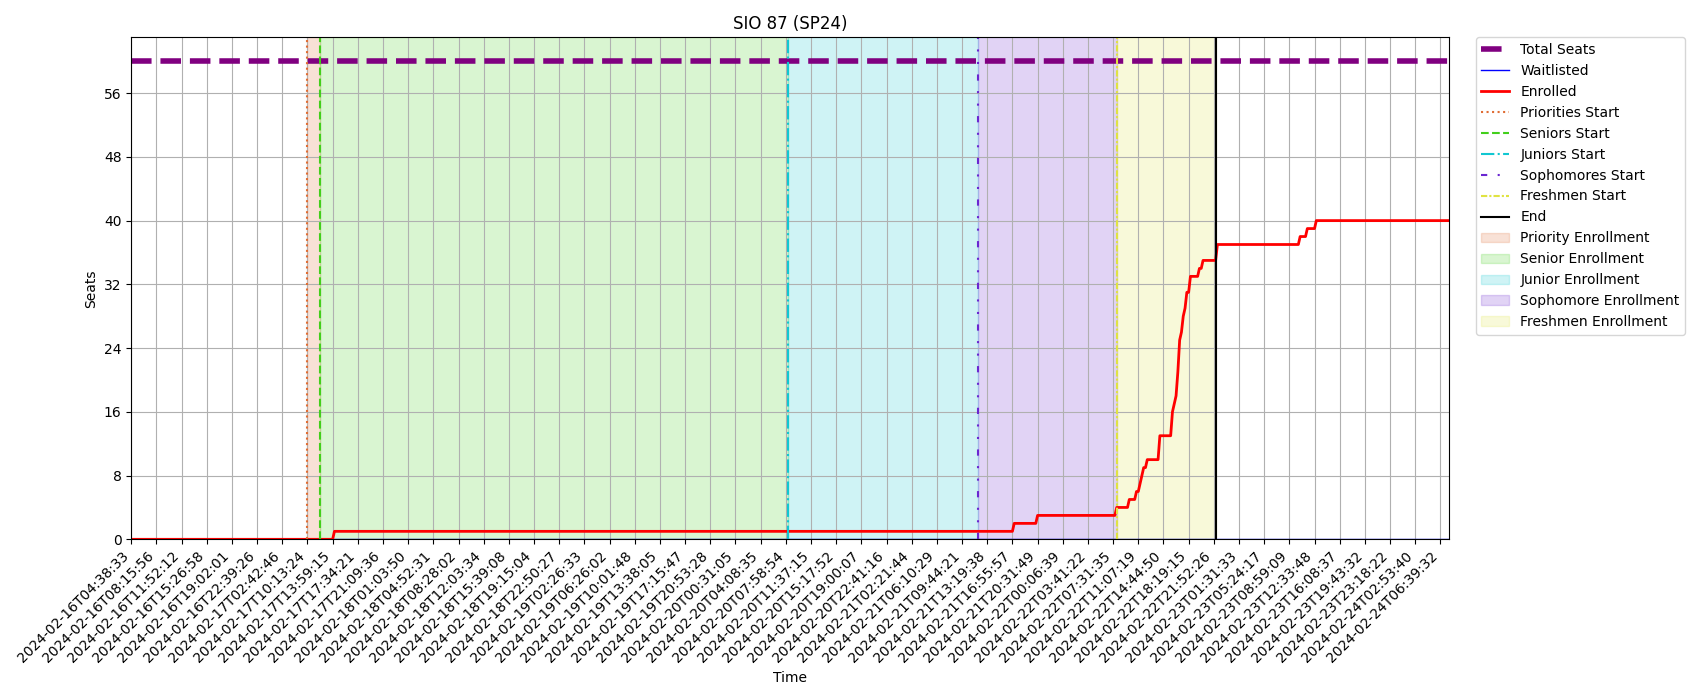 SIO 87 (SP24)
Seats
56
48
40
32
24
16
8
0
2024-02-16T04:38:33
2024-02-16T08:15:56
2024-02-16T11:52:12
2024-02-16T15:26:58
2024-02-16T19:02:01
2024-02-16T22:39:26
2024-02-17T02:42:46
2024-02-17T10:13:24
2024-02-17T13:59:15
2024-02-17T17:34:21
2024-02-17T21:09:36
2024-02-18T01:03:50
2024-02-18T04:52:31
2024-02-18T08:28:02
2024-02-18T12:03:34
2024-02-18T15:39:08
2024-02-18T19:15:04
2024-02-18T22:50:27
2024-02-19T02:26:33
2024-02-19T06:26:02
2024-02-19T10:01:48
2024-02-19T13:38:05
2024-02-19T17:15:47
2024-02-19T20:53:28
2024-02-20T00:31:05
2024-02-20T04:08:35
2024-02-20T07:58:54
2024-02-20T11:37:15
2024-02-20T15:17:52
2024-02-20T19:00:07
2024-02-20T22:41:16
2024-02-21T02:21:44
2024-02-21T06:10:29
2024-02-21T09:44:21
2024-02-21T13:19:38
2024-02-21T16:55:57
2024-02-21T20:31:49
2024-02-22T00:06:39
2024-02-22T03:41:22
2024-02-22T07:31:35
2024-02-22T11:07:19
2024-02-22T14:44:50
2024-02-22T18:19:15
2024-02-22T21:52:26
2024-02-23T01:31:33
2024-02-23T05:24:17
2024-02-23T08:59:09
2024-02-23T12:33:48
2024-02-23T16:08:37
2024-02-23T19:43:32
2024-02-23T23:18:22
2024-02-24T02:53:40
2024-02-24T06:39:32
Time
Total Seats
Waitlisted
Enrolled
Priorities Start
Seniors Start
Juniors Start
Sophomores Start
Freshmen Start
End
Priority Enrollment
Senior Enrollment
Junior Enrollment
Sophomore Enrollment
Freshmen Enrollment